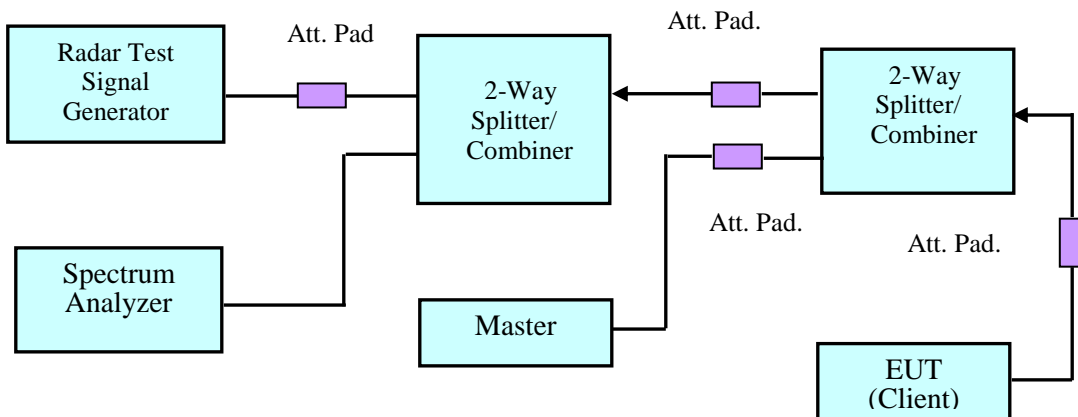 Radar Test
Signal
Generator
Att. Pad
2-Way
Splitter/
Combiner
Att. Pad.
2-Way
Splitter/
Combiner
Att. Pad.
Att. Pad.
Spectrum
Analyzer
Master
EUT
(Client)